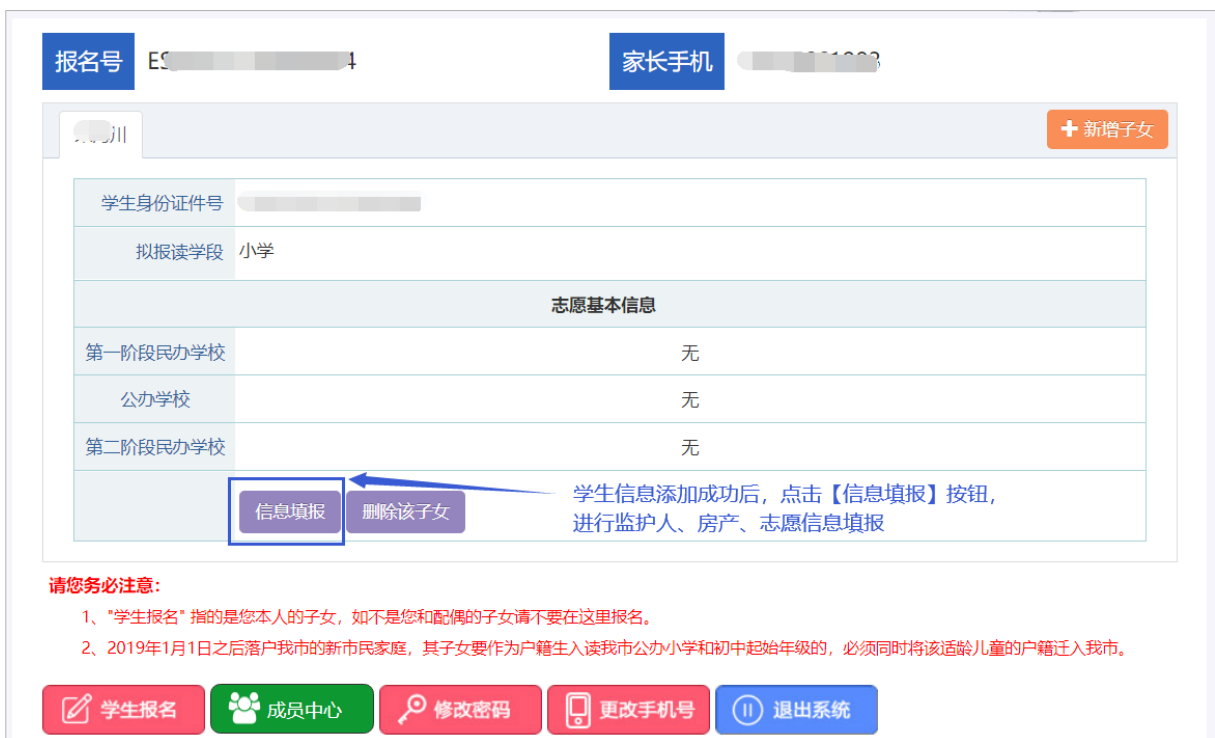 报名号
家长手机
川
新增子女
学生身份证件号
拟报读学段 小学
志愿基本信息
第一阶段民办学校 无
公办学校 无
第二阶段民办学校 无
信息填报 删除该子女
学生信息添加成功后，点击【信息填报】按钮，
进行监护人、房产、志愿信息填报
请您务必注意：
1、"学生报名" 指的是您本人的子女，如不是您和配偶的子女请不要在这里报名。
2、2019年1月1日之后落户我市的新市民家庭，其子女要作为户籍生入读我市公办小学和初中起始年级的，必须同时将该适龄儿童的户籍迁入我市。
学生报名 成员中心 修改密码 更改手机号 退出系统